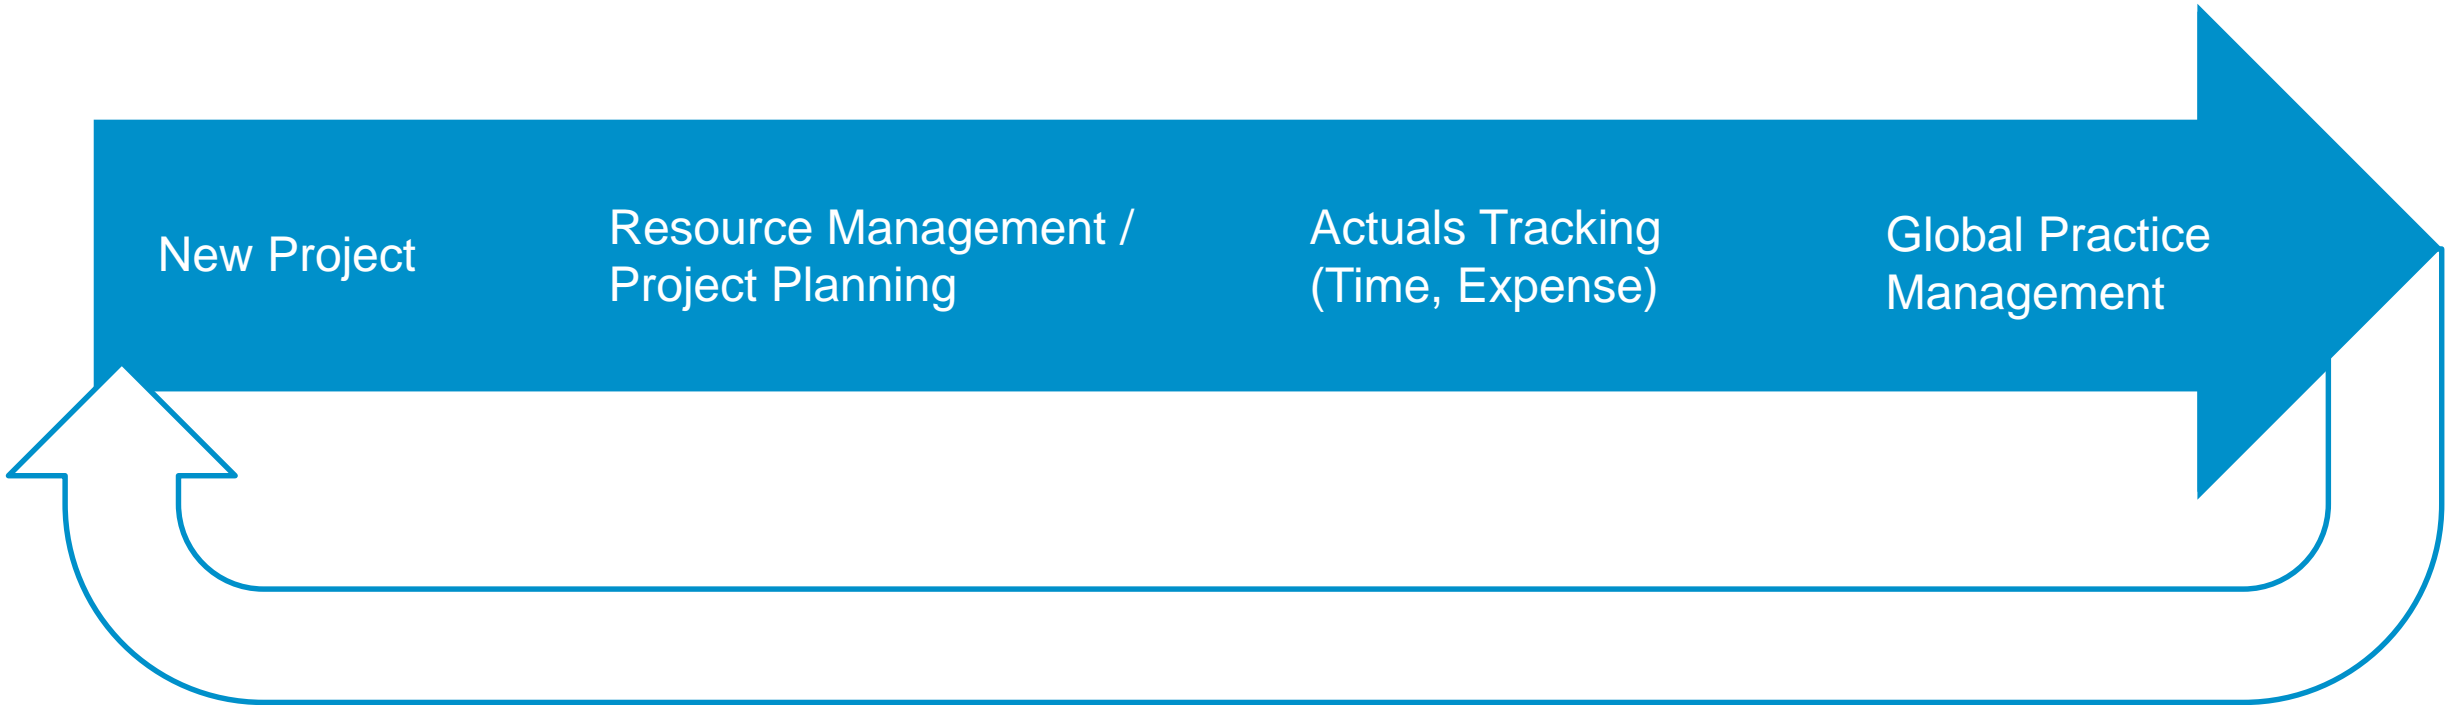 New Project
Resource Management /
Project Planning
Actuals Tracking
(Time, Expense)
Global Practice
Management